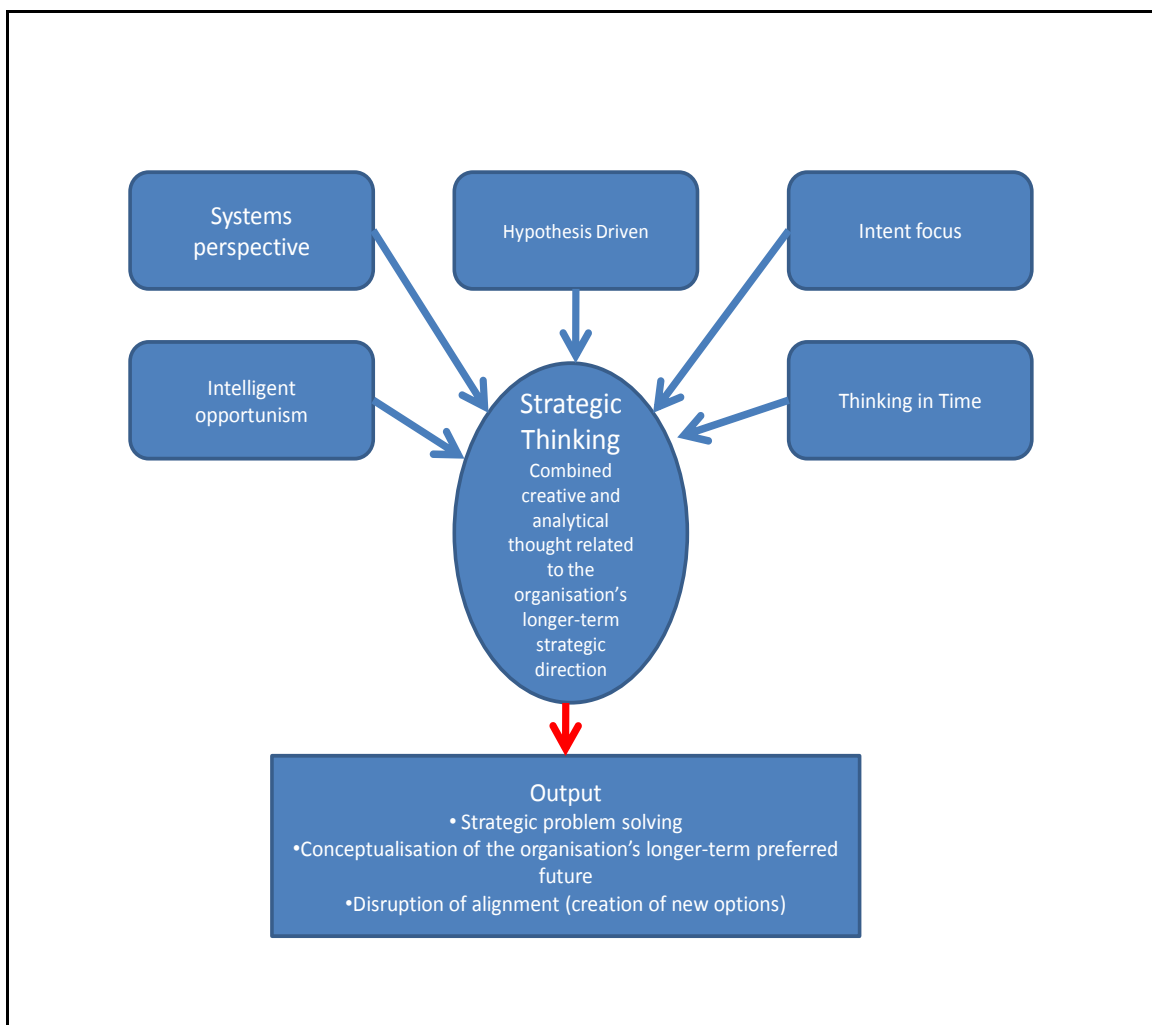 Systems
perspective
Hypothesis Driven
Intent focus
Intelligent
opportunism
Thinking in Time
Strategic
Thinking
Combined
creative and
analytical
thought related
to the
organisation’s
longer-term
strategic
direction
Output
• Strategic problem solving
•Conceptualisation of the organisation’s longer-term preferred
future
•Disruption of alignment (creation of new options)